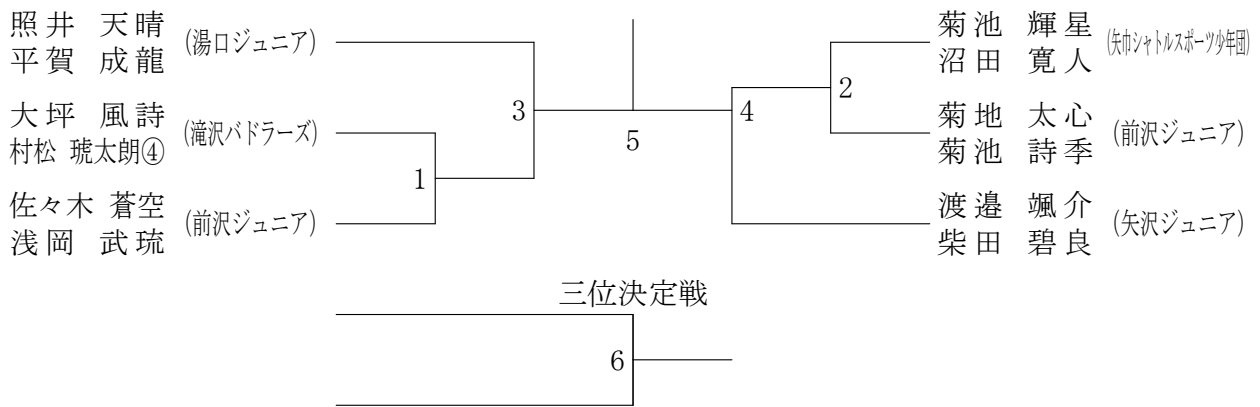 照井 天晴
平賀 成龍
(湯口ジュニア)
大坪 風詩
村松 琥太朗④
(滝沢バドラーズ)
佐々木 蒼空
浅岡 武琉
(前沢ジュニア)
1
3
5
4
2
菊池 輝星
沼田 寛人
(矢巾シャトルスポーツ少年団)
菊地 太心
菊池 詩季
(前沢ジュニア)
渡邉 颯介
柴田 碧良
(矢沢ジュニア)
三位決定戦
6